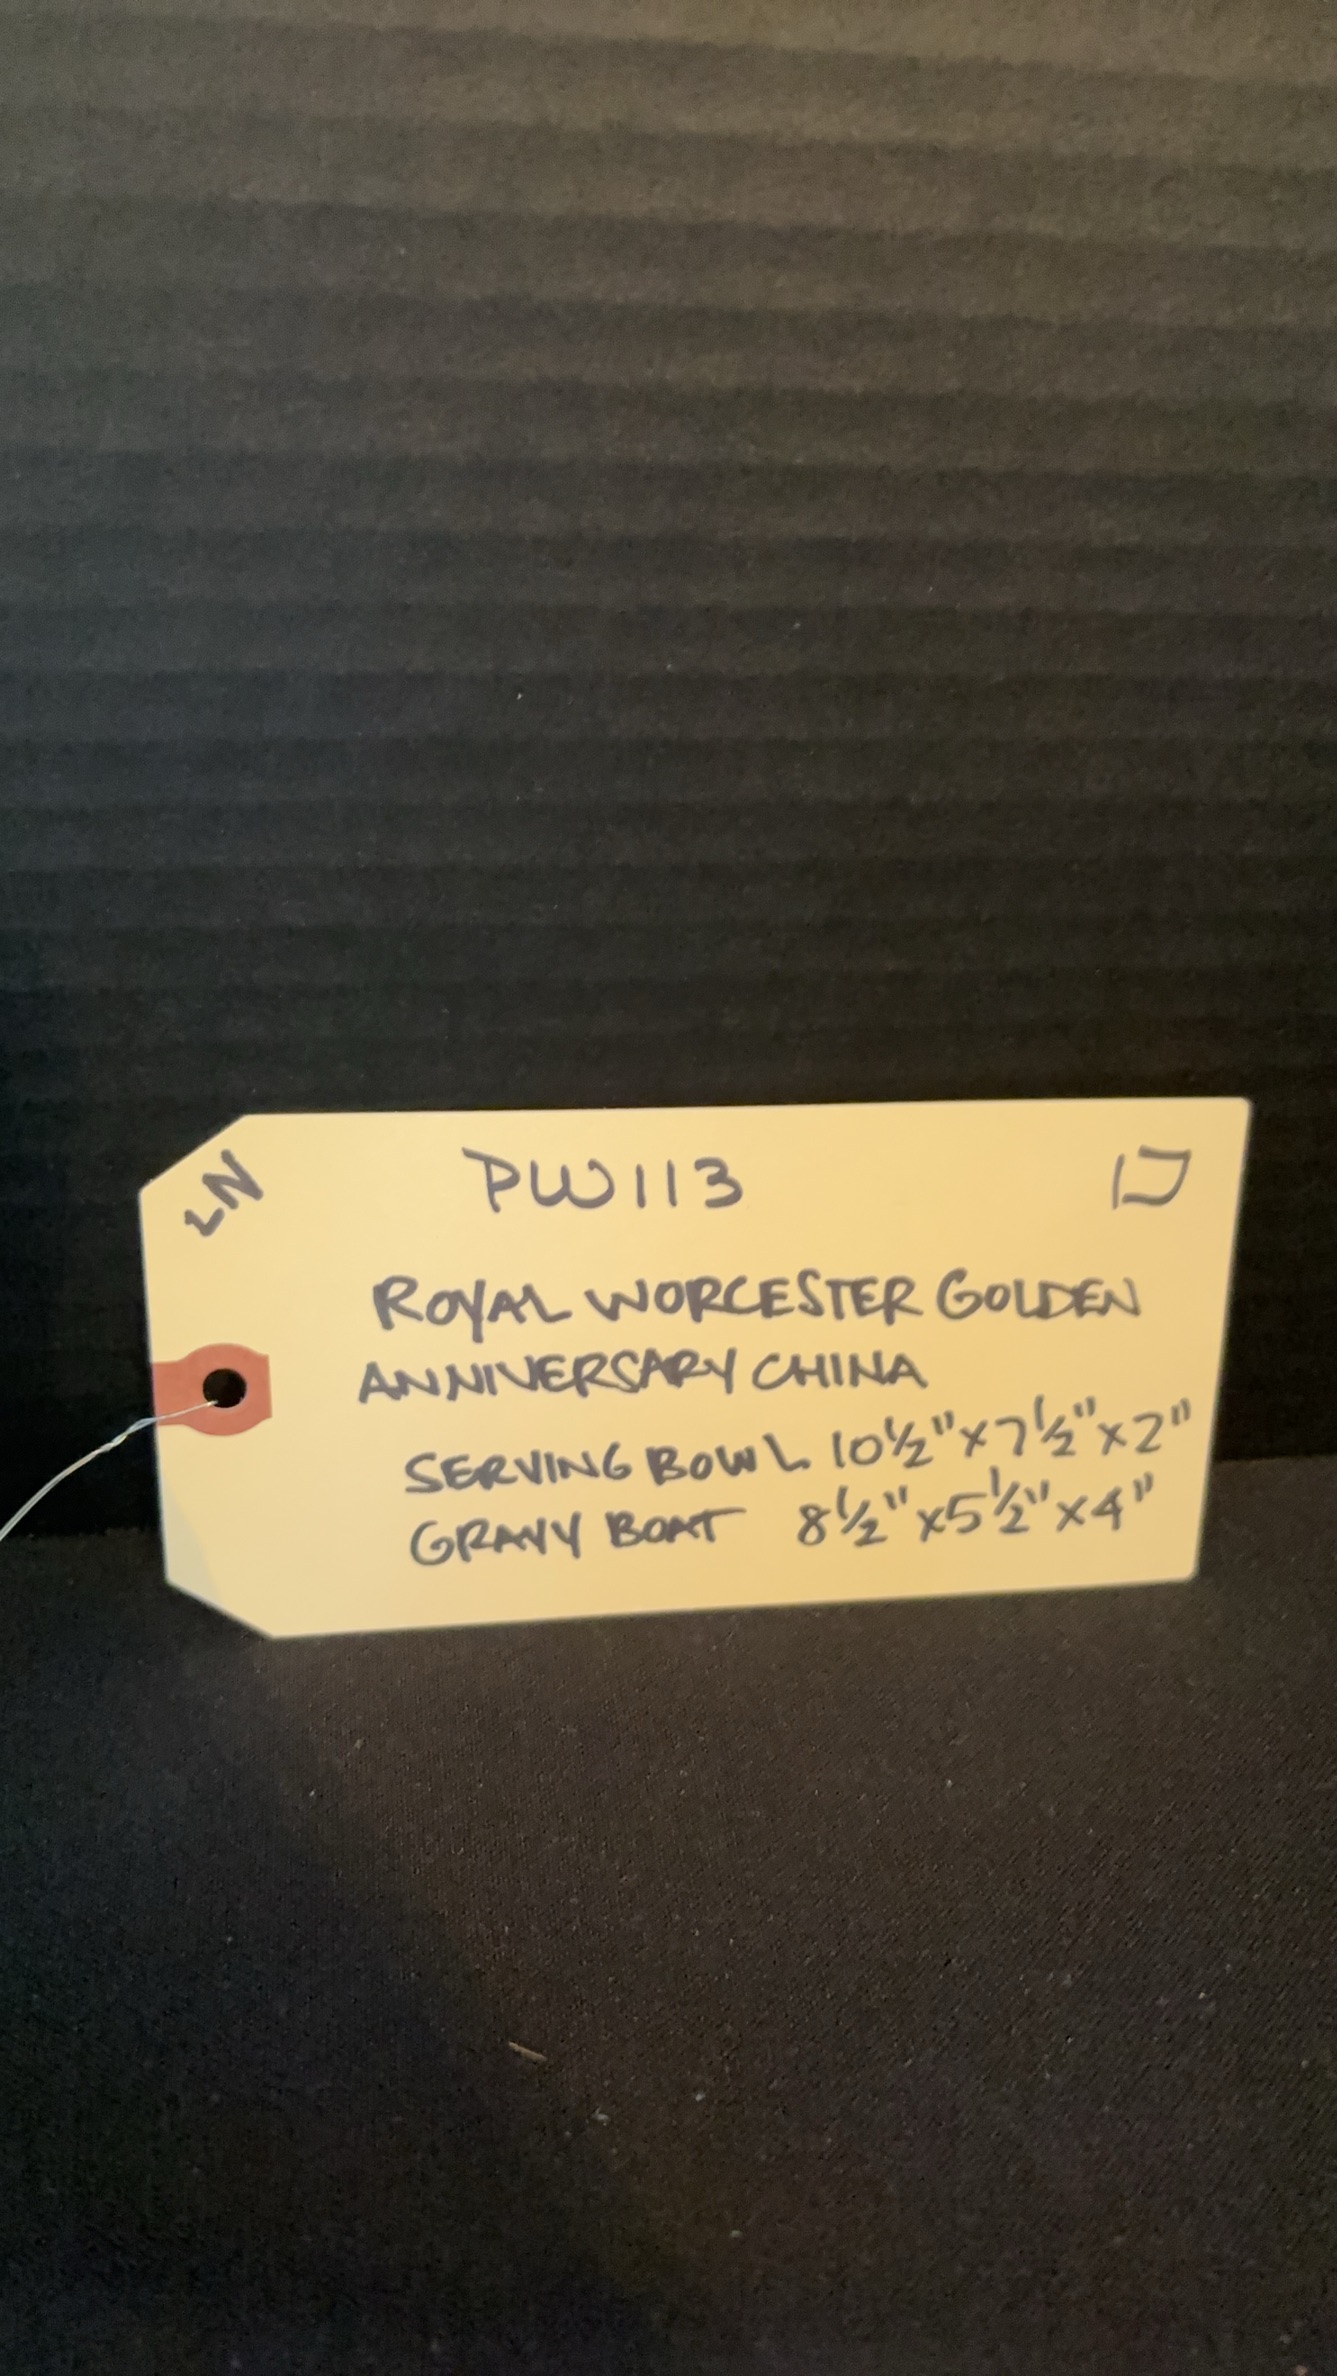 LN
PW113
ROYAL WORCESTER GOLDEN
ANNIVERSARY CHINA
SERVING BOWL 10½"x7½"x2"
GRAVY BOAT 8½"x5½"x4"